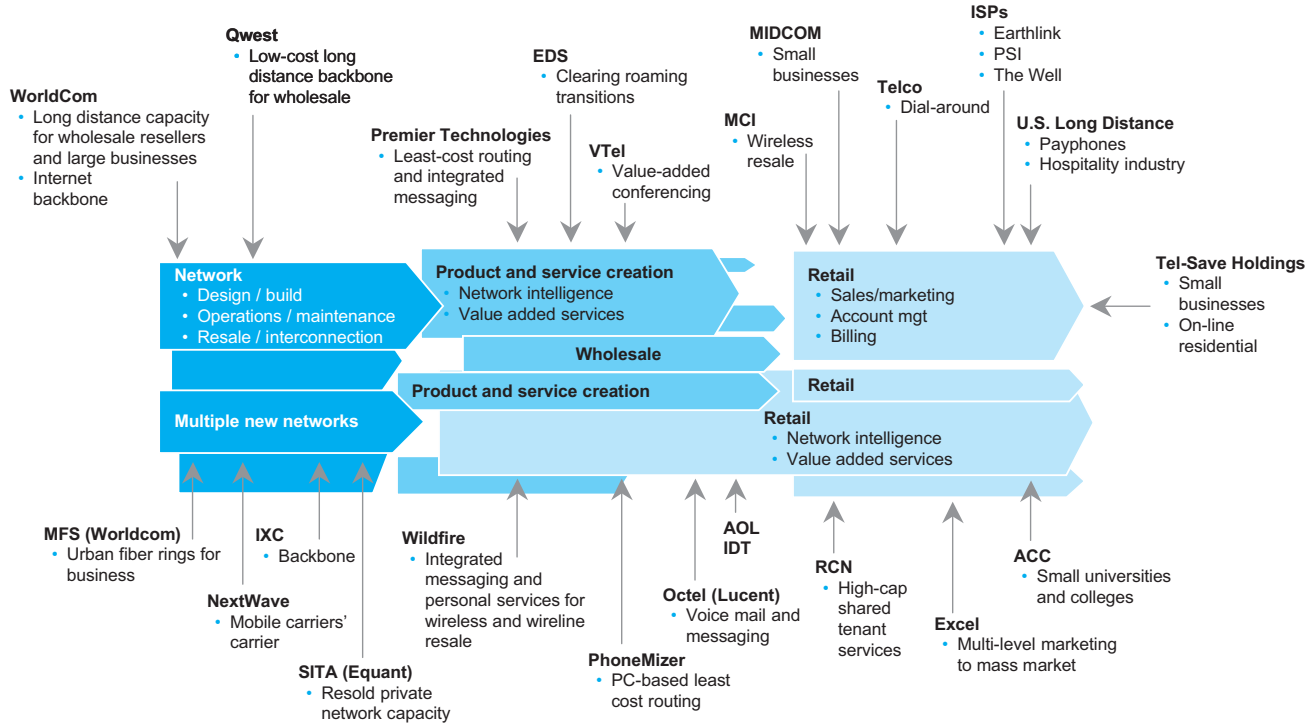 Qwest
• Low-cost long
distance backbone
for wholesale
WorldCom
• Long distance capacity
for wholesale resellers
and large businesses
• Internet
backbone
EDS
• Clearing roaming
transitions
Premier Technologies
• Least-cost routing
and integrated
messaging
VTel
• Value-added
conferencing
MIDCOM
• Small
businesses
MCI
• Wireless
resale
Telco
• Dial-around
ISPs
• Earthlink
• PSI
• The Well
U.S. Long Distance
• Payphones
• Hospitality industry
Tel-Save Holdings
• Small
businesses
• On-line
residential
Network
• Design / build
• Operations / maintenance
• Resale / interconnection
Product and service creation
• Network intelligence
• Value added services
Retail
• Sales/marketing
• Account mgt
• Billing
Wholesale
Product and service creation
Retail
Multiple new networks
Retail
• Network intelligence
• Value added services
MFS (Worldcom)
• Urban fiber rings for
business
IXC
• Backbone
NextWave
• Mobile carriers’
carrier
SITA (Equant)
• Resold private
network capacity
Wildfire
• Integrated
messaging and
personal services for
wireless and wireline
resale
PhoneMizer
• PC-based least
cost routing
Octel (Lucent)
• Voice mail and
messaging
AOL
IDT
RCN
• High-cap
shared
tenant
services
Excel
• Multi-level marketing
to mass market
ACC
• Small universities
and colleges